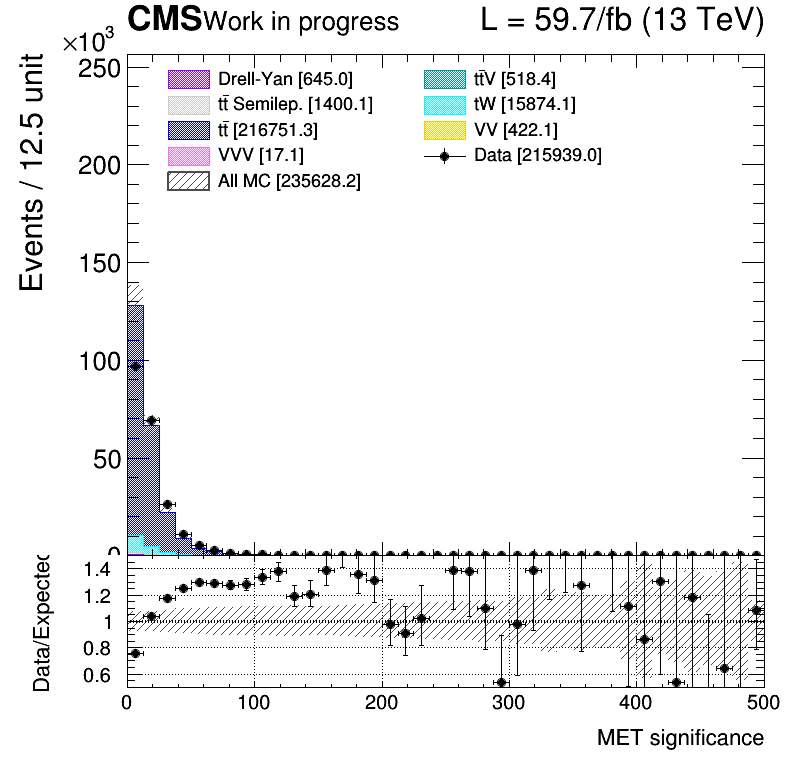 CMS Work in progress L = 59.7/fb (13 TeV)
×10³
Events / 12.5 unit
250
200
150
100
50
0
Drell-Yan [645.0]
tt̄ Semilep. [1400.1]
tt̄ [216751.3]
VVV [17.1]
All MC [235628.2]
tt̄V [518.4]
tW [15874.1]
VV [422.1]
Data [215939.0]
Data/Expected
1.4
1.2
1
0.8
0.6
0 100 200 300 400 500
MET significance